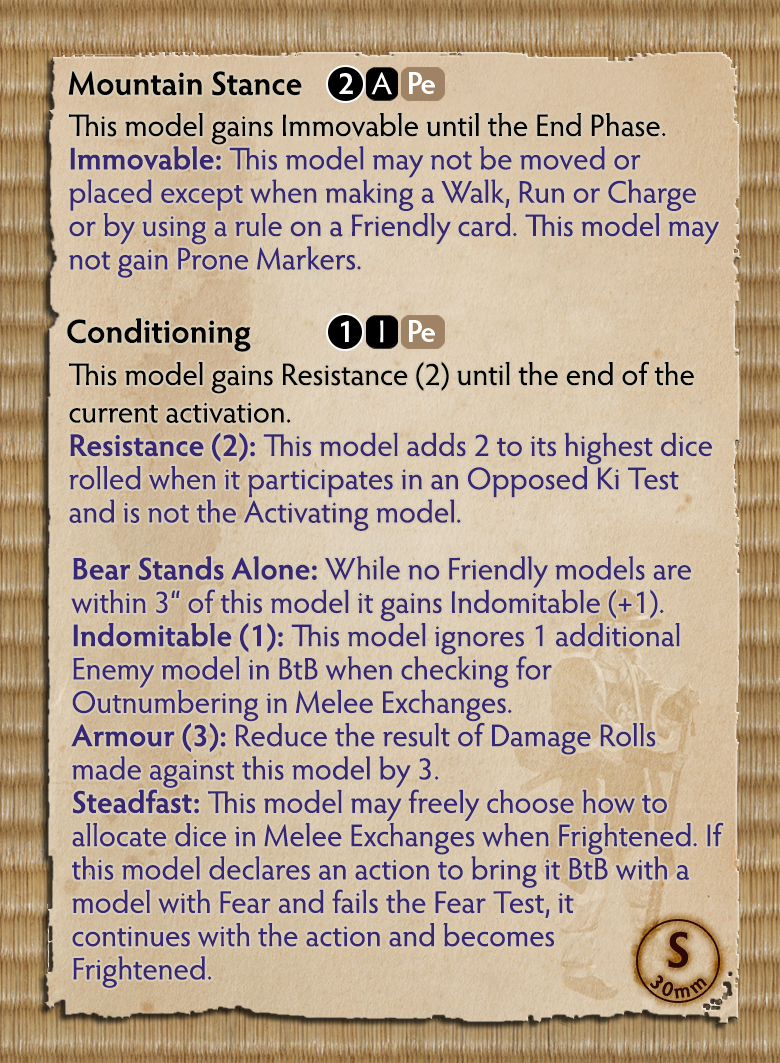 Mountain Stance 2 A Pe
This model gains Immovable until the End Phase.
Immovable: This model may not be moved or
placed except when making a Walk, Run or Charge
or by using a rule on a Friendly card. This model may
not gain Prone Markers.
Conditioning 1 I Pe
This model gains Resistance (2) until the end of the
current activation.
Resistance (2): This model adds 2 to its highest dice
rolled when it participates in an Opposed Ki Test
and is not the Activating model.
Bear Stands Alone: While no Friendly models are
within 3" of this model it gains Indomitable (+1).
Indomitable (1): This model ignores 1 additional
Enemy model in BtB when checking for
Outnumbering in Melee Exchanges.
Armour (3): Reduce the result of Damage Rolls
made against this model by 3.
Steadfast: This model may freely choose how to
allocate dice in Melee Exchanges when Frightened. If
this model declares an action to bring it BtB with a
model with Fear and fails the Fear Test, it
continues with the action and becomes
Frightened.
S
30mm